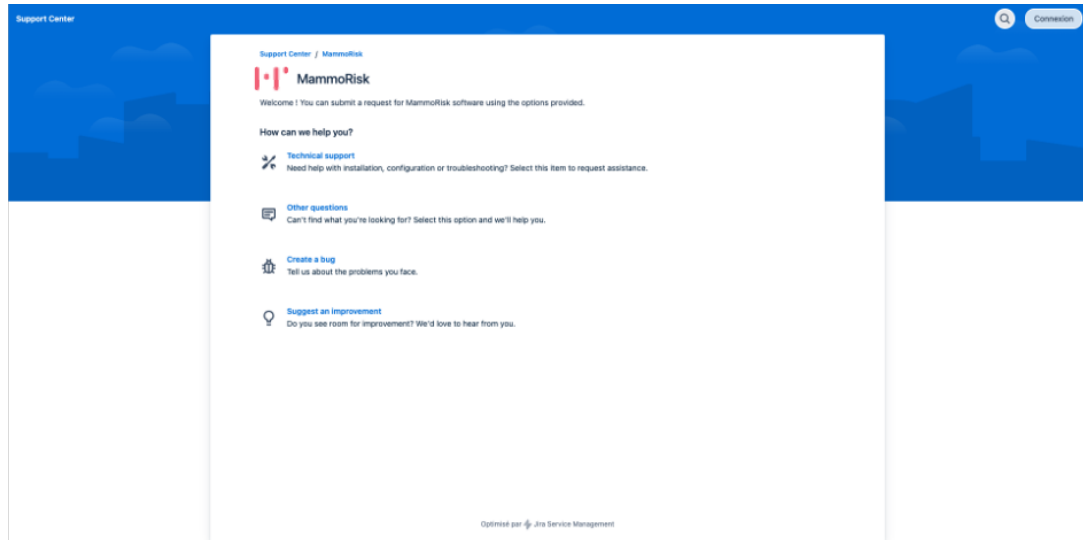 Support Center
Connexion
Support Center / MammoRisk
MammoRisk
Welcome ! You can submit a request for MammoRisk software using the options provided.
How can we help you?
Technical support
Need help with installation, configuration or troubleshooting? Select this item to request assistance.
Other questions
Can't find what you're looking for? Select this option and we'll help you.
Create a bug
Tell us about the problems you face.
Suggest an improvement
Do you see room for improvement? We'd love to hear from you.
Optimisé par Jira Service Management